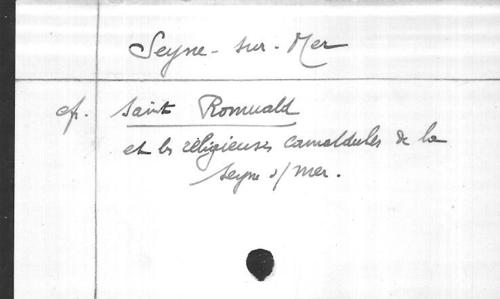 Seyne-sur-Mer
cf. Saint Romuald
et les religieuses camaldules de la
Seyne s/mer.